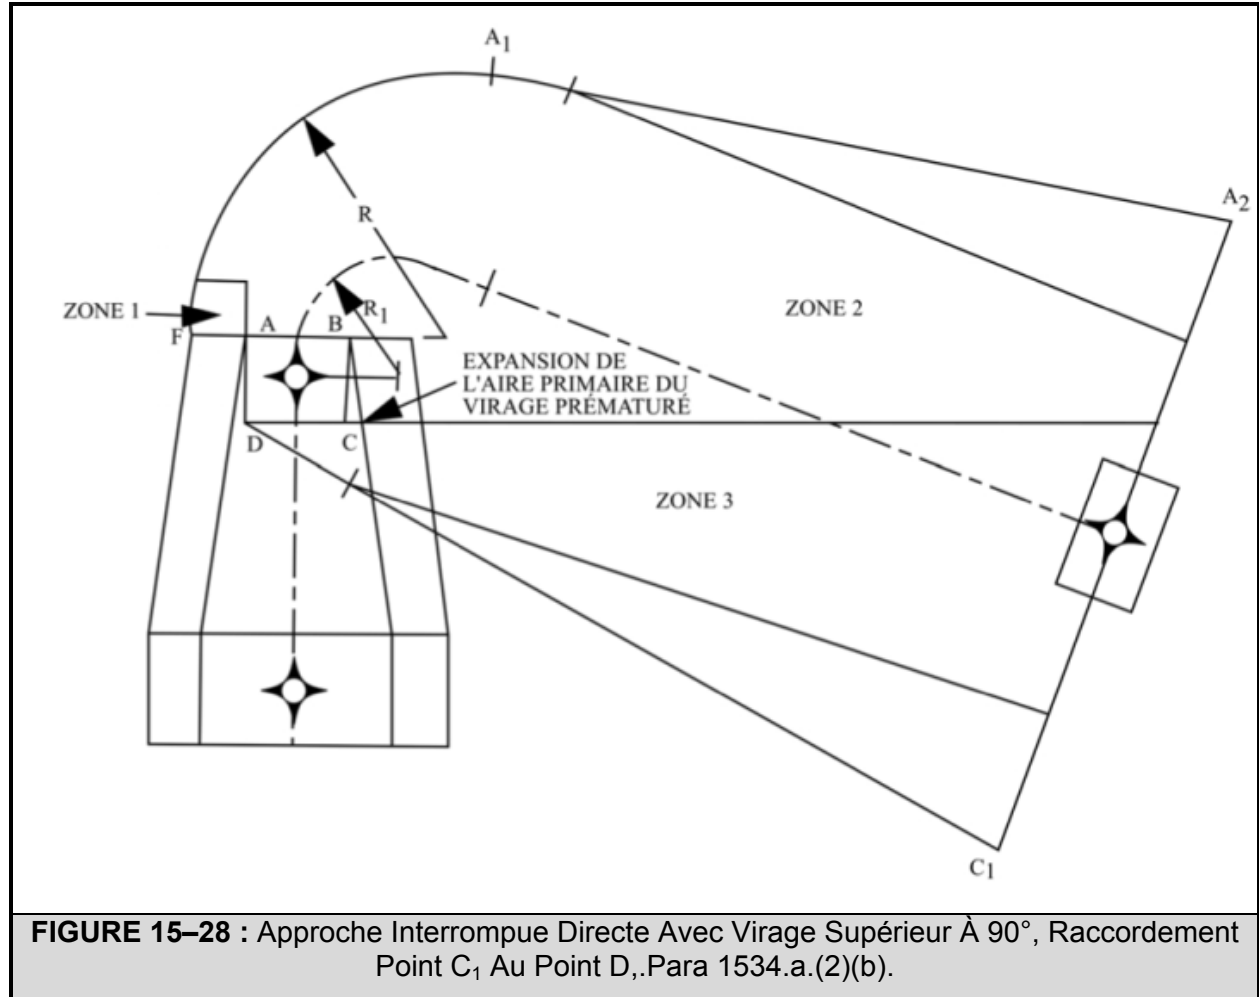 A1
A2
R
ZONE 1
F
A
B
R1
ZONE 2
EXPANSION DE
L'AIRE PRIMAIRE DU
VIRAGE PRÉMATURÉ
D
C
ZONE 3
C1
FIGURE 15–28 : Approche Interrompue Directe Avec Virage Supérieur À 90°, Raccordement
Point C1 Au Point D,.Para 1534.a.(2)(b).